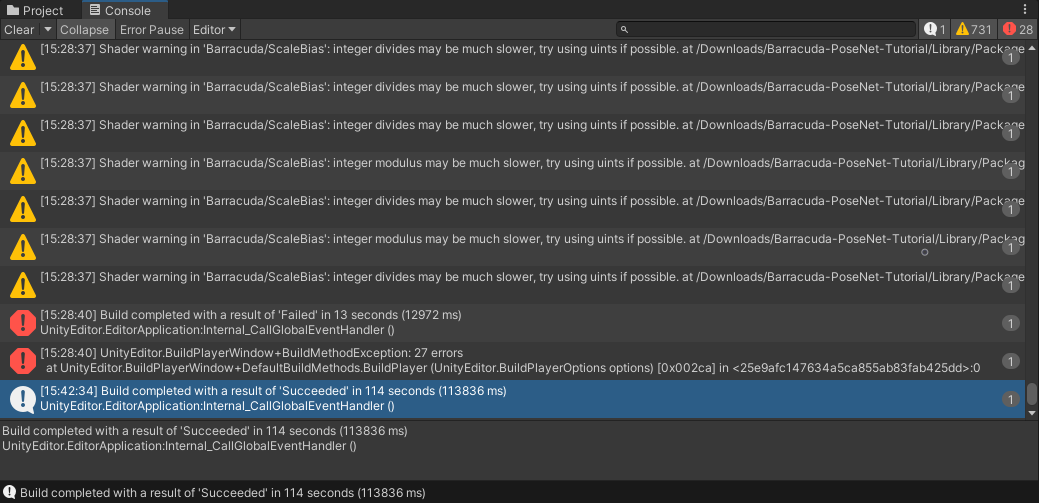 Project
Console
Clear
Collapse
Error Pause
Editor
1
731
28
[15:28:37] Shader warning in 'Barracuda/ScaleBias': integer divides may be much slower, try using uints if possible. at /Downloads/Barracuda-PoseNet-Tutorial/Library/Package
1
[15:28:37] Shader warning in 'Barracuda/ScaleBias': integer divides may be much slower, try using uints if possible. at /Downloads/Barracuda-PoseNet-Tutorial/Library/Package
1
[15:28:37] Shader warning in 'Barracuda/ScaleBias': integer divides may be much slower, try using uints if possible. at /Downloads/Barracuda-PoseNet-Tutorial/Library/Package
1
[15:28:37] Shader warning in 'Barracuda/ScaleBias': integer modulus may be much slower, try using uints if possible. at /Downloads/Barracuda-PoseNet-Tutorial/Library/Packag
1
[15:28:37] Shader warning in 'Barracuda/ScaleBias': integer divides may be much slower, try using uints if possible. at /Downloads/Barracuda-PoseNet-Tutorial/Library/Package
1
[15:28:37] Shader warning in 'Barracuda/ScaleBias': integer modulus may be much slower, try using uints if possible. at /Downloads/Barracuda-PoseNet-Tutorial/Library/Packag
1
[15:28:37] Shader warning in 'Barracuda/ScaleBias': integer divides may be much slower, try using uints if possible. at /Downloads/Barracuda-PoseNet-Tutorial/Library/Package
1
[15:28:40] Build completed with a result of 'Failed' in 13 seconds (12972 ms)
UnityEditor.EditorApplication:Internal_CallGlobalEventHandler ()
1
[15:28:40] UnityEditor.BuildPlayerWindow+BuildMethodException: 27 errors
at UnityEditor.BuildPlayerWindow+DefaultBuildMethods.BuildPlayer (UnityEditor.BuildPlayerOptions options) [0x002ca] in <25e9afc147634a5ca855ab83fab425dd>:0
1
[15:42:34] Build completed with a result of 'Succeeded' in 114 seconds (113836 ms)
UnityEditor.EditorApplication:Internal_CallGlobalEventHandler ()
1
Build completed with a result of 'Succeeded' in 114 seconds (113836 ms)
UnityEditor.EditorApplication:Internal_CallGlobalEventHandler ()
Build completed with a result of 'Succeeded' in 114 seconds (113836 ms)